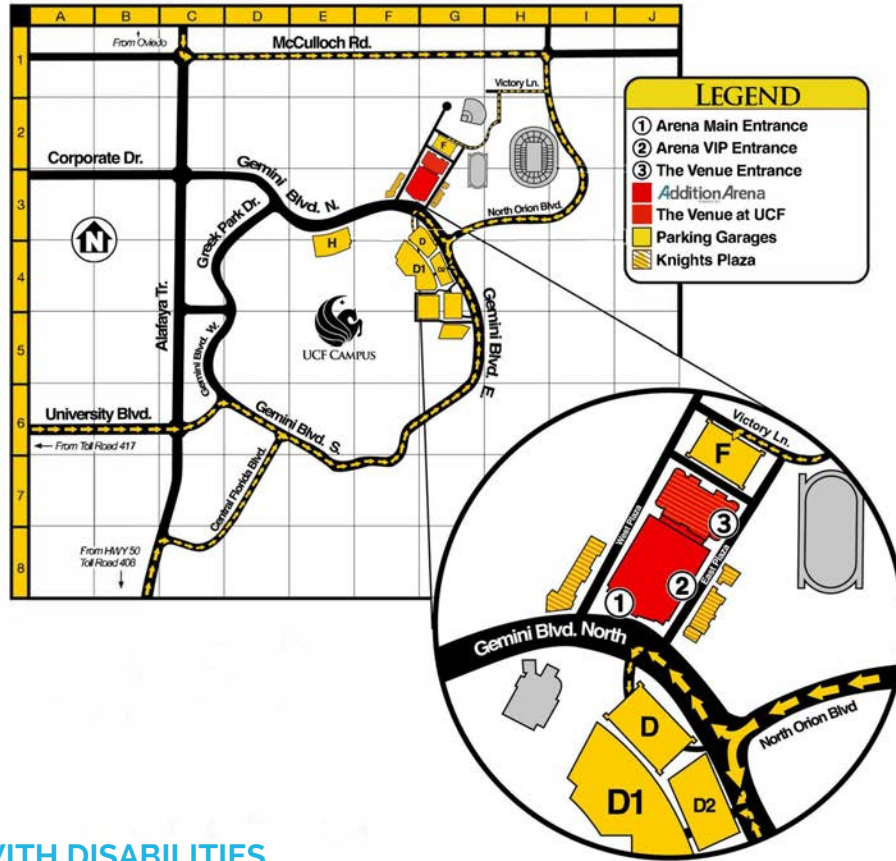 A B C D E F G H I J
1
2
3
4
5
6
7
8
From Oviedo
McCulloch Rd.
Victory Ln.
F
Corporate Dr.
Gemini Blvd. N.
Greek Park Dr.
North Orion Blvd.
N
H
D
D1
D2
Alafaya Tr.
UCF CAMPUS
Gemini Blvd. E.
Gemini Blvd. W.
University Blvd.
From Toll Road 417
Gemini Blvd. S.
Central Florida Blvd.
From HWY 50
Toll Road 408
LEGEND
1 Arena Main Entrance
2 Arena VIP Entrance
3 The Venue Entrance
Addition Arena
The Venue at UCF
Parking Garages
Knights Plaza
Victory Ln.
F
West Plaza
3
East Plaza
2
1
Gemini Blvd. North
North Orion Blvd
D
D1
D2
WITH DISABILITIES